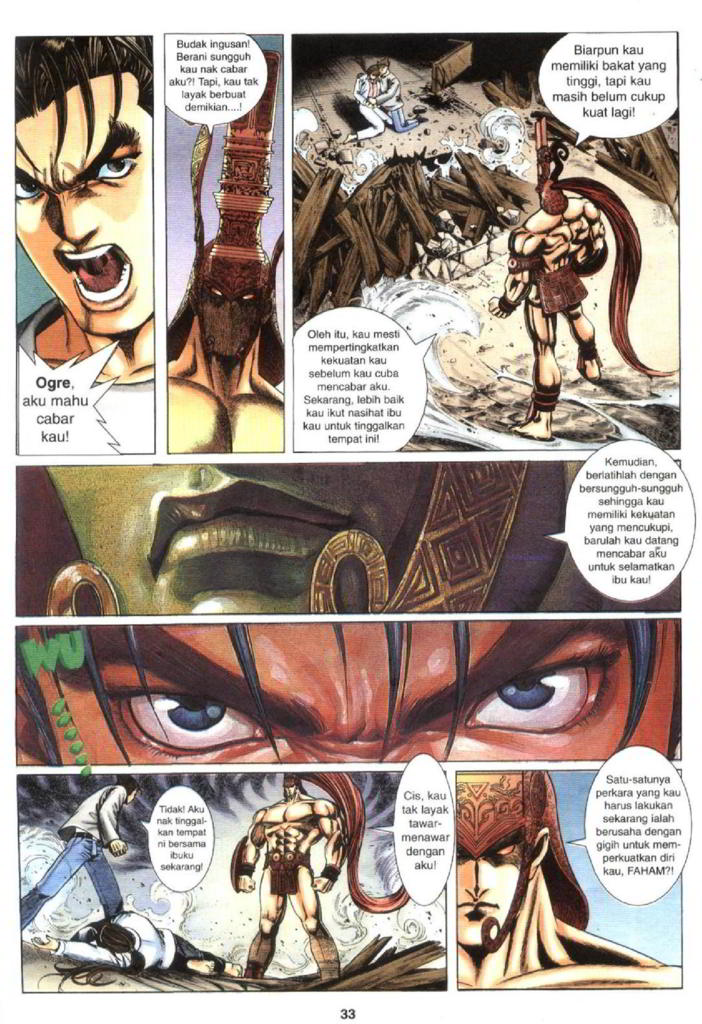 Ogre,
aku mahu
cabar
kau!
Budak ingusan!
Berani sungguh
kau nak cabar
aku?! Tapi, kau tak
layak berbuat
demikian....!
Biarpun kau
memiliki bakat yang
tinggi, tapi kau
masih belum cukup
kuat lagi!
Oleh itu, kau mesti
mempertingkatkan
kekuatan kau
sebelum kau cuba
mencabar aku.
Sekarang, lebih baik
kau ikut nasihat ibu
kau untuk tinggalkan
tempat ini!
Kemudian,
berlatihlah dengan
bersungguh-sungguh
sehingga kau
memiliki kekuatan
yang mencukupi,
barulah kau datang
mencabar aku
untuk selamatkan
ibu kau!
WU
Tidak! Aku
nak tinggal-
kan tempat
ni bersama
ibuku
sekarang!
Cis, kau
tak layak
tawar-
menawar
dengan
aku!
Satu-satunya
perkara yang kau
harus lakukan
sekarang ialah
berusaha dengan
gigih untuk mem-
perkuatkan diri
kau, FAHAM?!
33